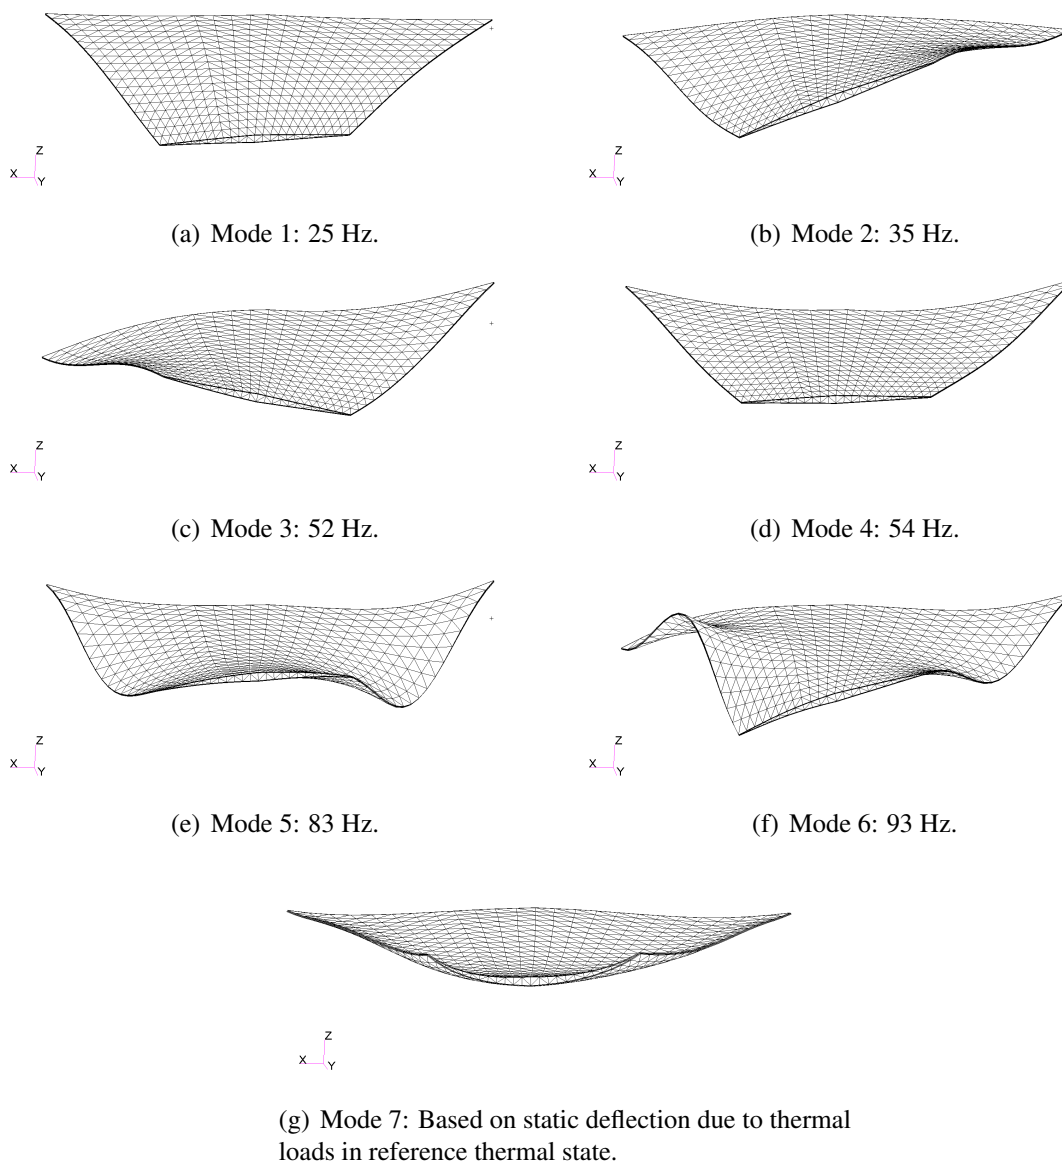 Z
X
Y
Z
X
Y
(a) Mode 1: 25 Hz.
(b) Mode 2: 35 Hz.
Z
X
Y
Z
X
Y
(c) Mode 3: 52 Hz.
(d) Mode 4: 54 Hz.
Z
X
Y
Z
X
Y
(e) Mode 5: 83 Hz.
(f) Mode 6: 93 Hz.
Z
X
Y
(g) Mode 7: Based on static deflection due to thermal
loads in reference thermal state.